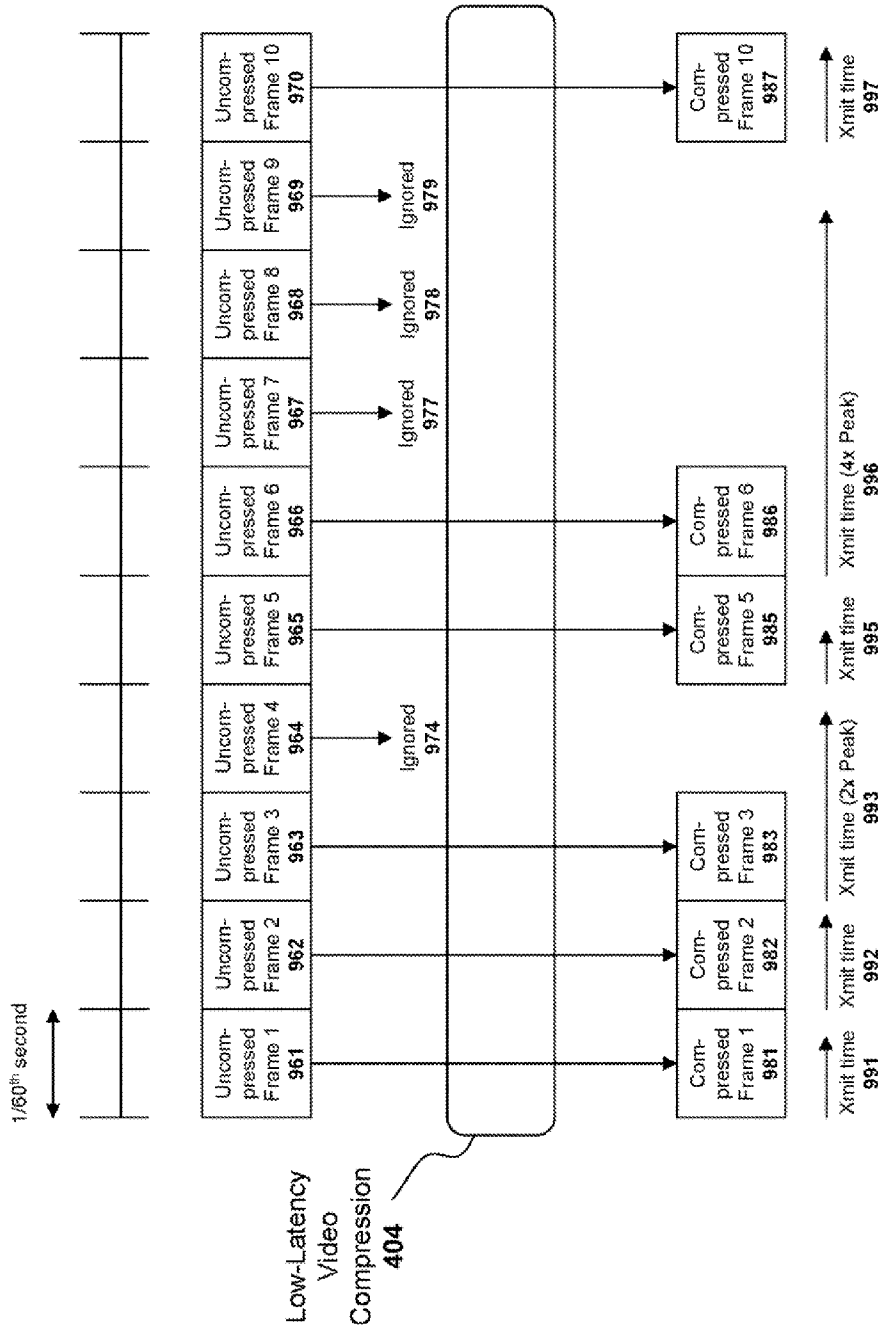 1/60th second
Uncom-
pressed
Frame 1
961
Uncom-
pressed
Frame 2
962
Uncom-
pressed
Frame 3
963
Uncom-
pressed
Frame 4
964
Uncom-
pressed
Frame 5
965
Uncom-
pressed
Frame 6
966
Uncom-
pressed
Frame 7
967
Uncom-
pressed
Frame 8
968
Uncom-
pressed
Frame 9
969
Uncom-
pressed
Frame 10
970
Ignored
974
Ignored
977
Ignored
978
Ignored
979
Low-Latency
Video
Compression
404
Com-
pressed
Frame 1
981
Com-
pressed
Frame 2
982
Com-
pressed
Frame 3
983
Com-
pressed
Frame 5
985
Com-
pressed
Frame 6
986
Com-
pressed
Frame 10
987
Xmit time
991
Xmit time
992
Xmit time (2x Peak)
993
Xmit time
995
Xmit time (4x Peak)
996
Xmit time
997